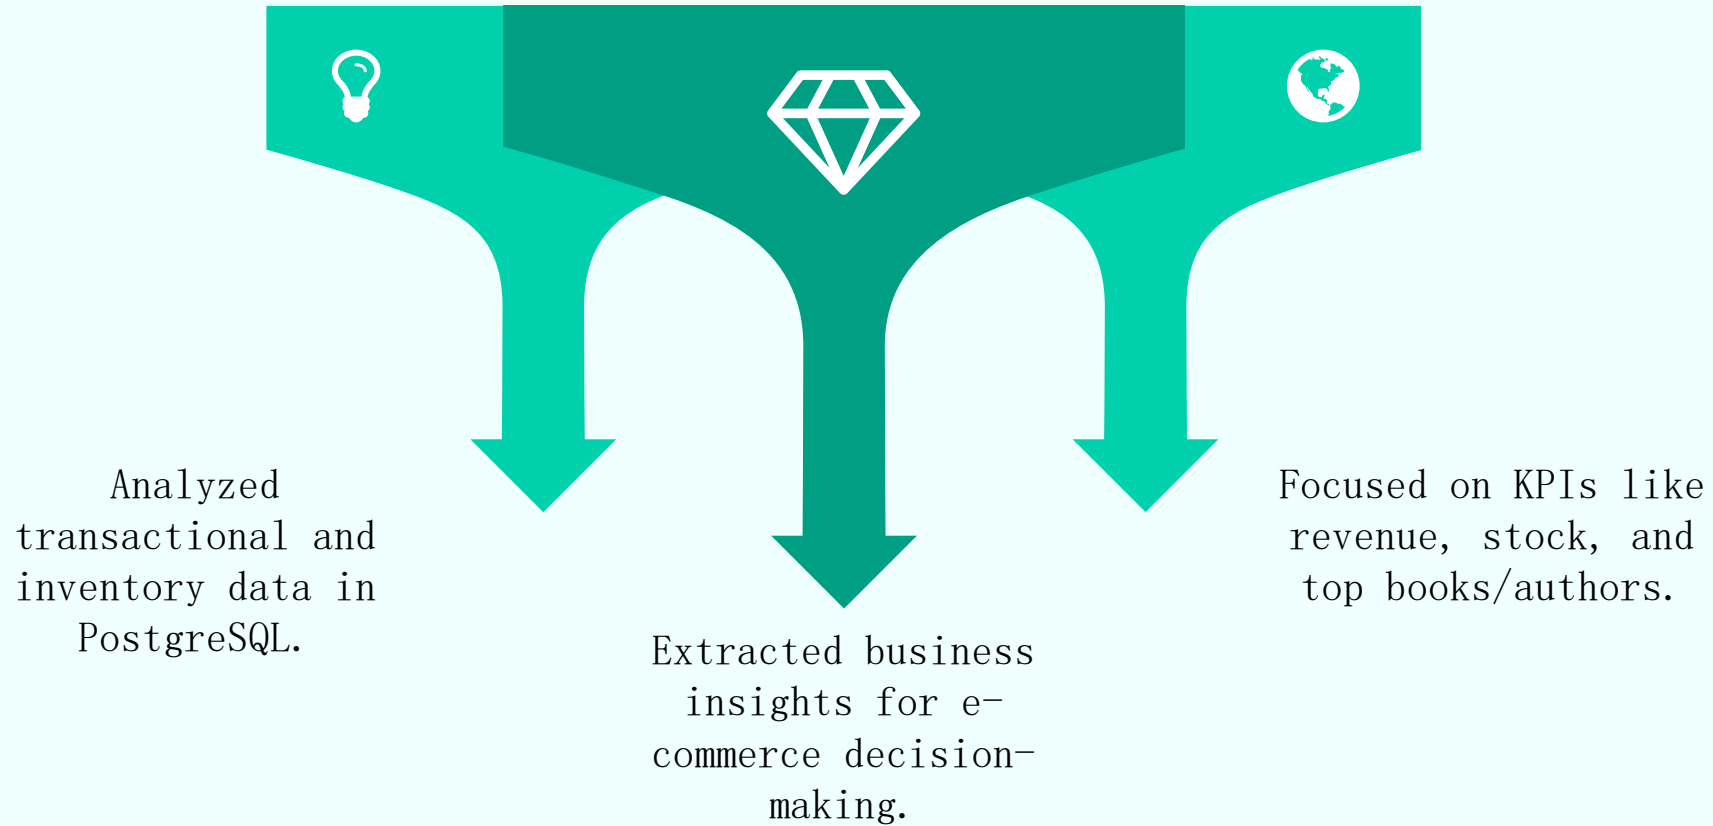 Analyzed
transactional and
inventory data in
PostgreSQL.
Extracted business
insights for e-
commerce decision-
making.
Focused on KPIs like
revenue, stock, and
top books/authors.